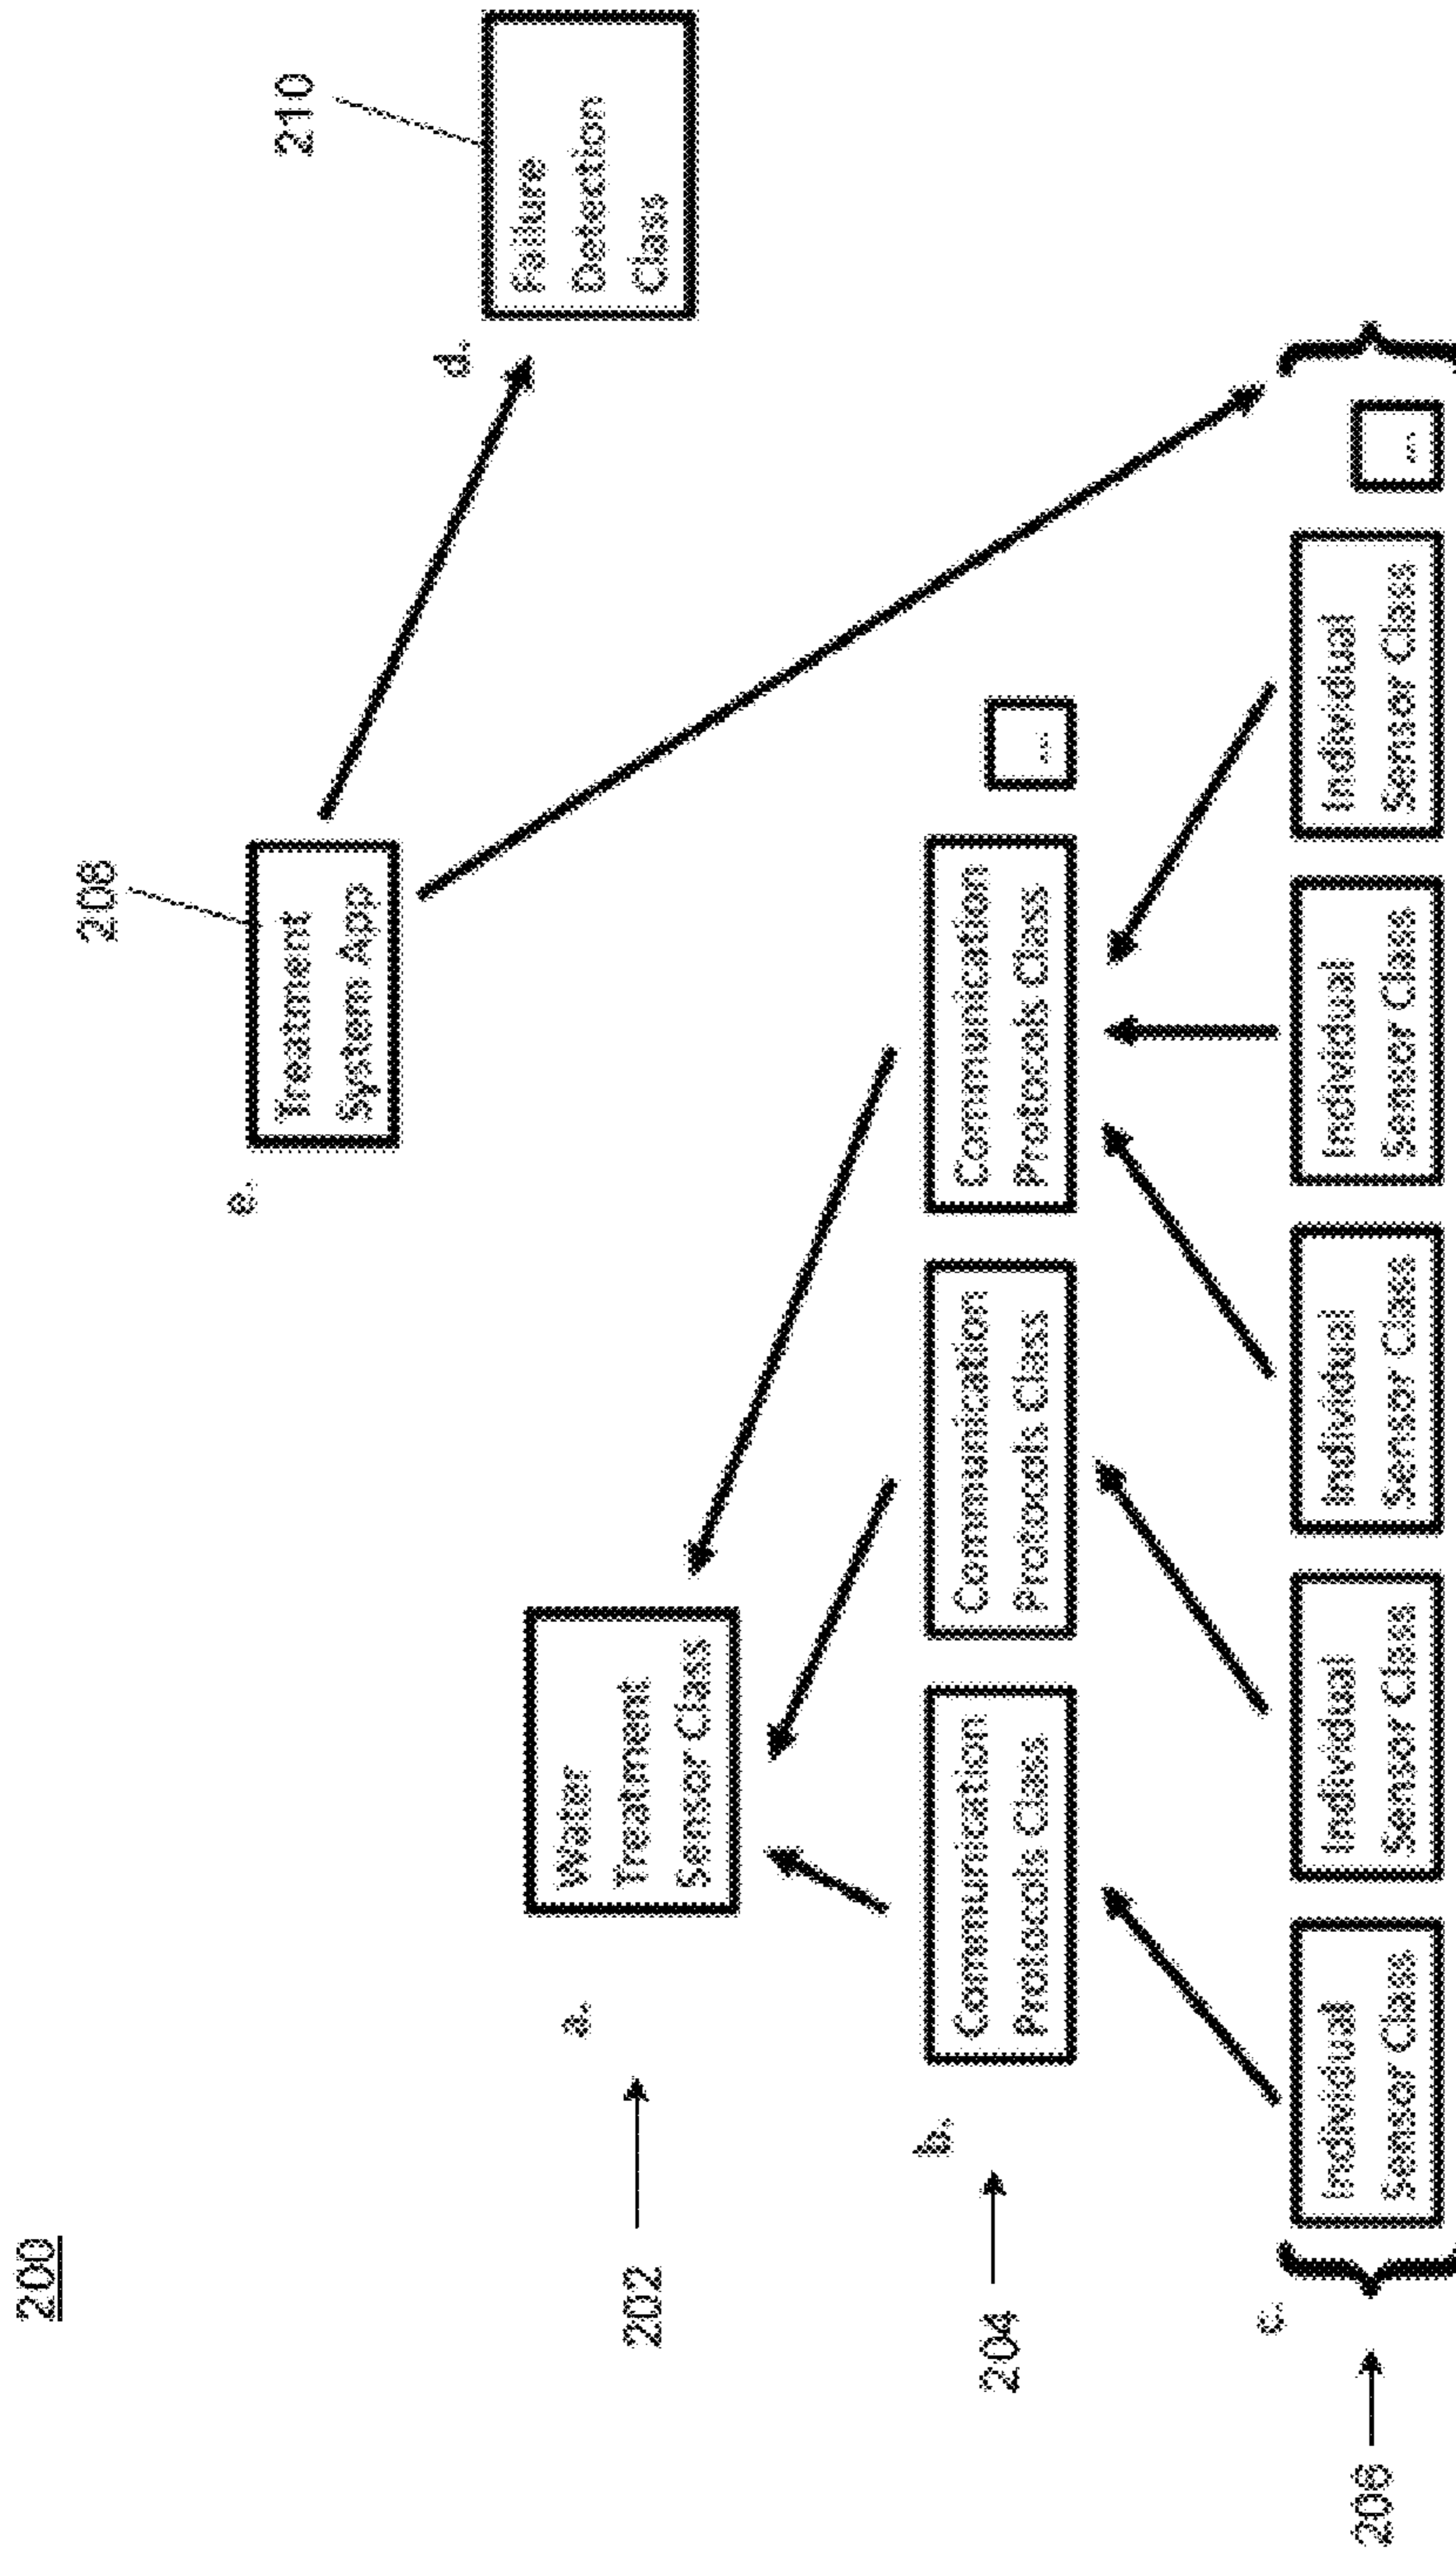 200
208
e.
Treatment
System App
210
d.
Failure
Detection
Class
202
a.
Water
Treatment
Sensor Class
204
b.
Communication
Protocols Class
Communication
Protocols Class
Communication
Protocols Class
...
206
c.
Individual
Sensor Class
Individual
Sensor Class
Individual
Sensor Class
Individual
Sensor Class
Individual
Sensor Class
...